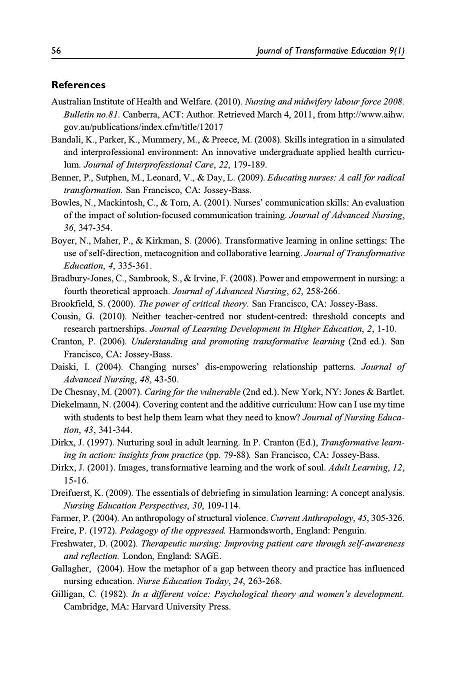 56
Journal of Transformative Education 9(1)
References
Australian Institute of Health and Welfare. (2010). Nursing and midwifery labour force 2008.
Bulletin no.81. Canberra, ACT: Author. Retrieved March 4, 2011, from http://www.aihw.
gov.au/publications/index.cfm/title/12017
Bandali, K., Parker, K., Mummery, M., & Preece, M. (2008). Skills integration in a simulated
and interprofessional environment: An innovative undergraduate applied health curricu-
lum. Journal of Interprofessional Care, 22, 179-189.
Benner, P., Sutphen, M., Leonard, V., & Day, L. (2009). Educating nurses: A call for radical
transformation. San Francisco, CA: Jossey-Bass.
Bowles, N., Mackintosh, C., & Torn, A. (2001). Nurses' communication skills: An evaluation
of the impact of solution-focused communication training. Journal of Advanced Nursing,
36, 347-354.
Boyer, N., Maher, P., & Kirkman, S. (2006). Transformative learning in online settings: The
use of self-direction, metacognition and collaborative learning. Journal of Transformative
Education, 4, 335-361.
Bradbury-Jones, C., Sambrook, S., & Irvine, F. (2008). Power and empowerment in nursing: a
fourth theoretical approach. Journal of Advanced Nursing, 62, 258-266.
Brookfield, S. (2000). The power of critical theory. San Francisco, CA: Jossey-Bass.
Cousin, G. (2010). Neither teacher-centred nor student-centred: threshold concepts and
research partnerships. Journal of Learning Development in Higher Education, 2, 1-10.
Cranton, P. (2006). Understanding and promoting transformative learning (2nd ed.). San
Francisco, CA: Jossey-Bass.
Daiski, I. (2004). Changing nurses' dis-empowering relationship patterns. Journal of
Advanced Nursing, 48, 43-50.
De Chesnay, M. (2007). Caring for the vulnerable (2nd ed.). New York, NY: Jones & Bartlet.
Diekelmann, N. (2004). Covering content and the additive curriculum: How can I use my time
with students to best help them learn what they need to know? Journal of Nursing Educa-
tion, 43, 341-344.
Dirkx, J. (1997). Nurturing soul in adult learning. In P. Cranton (Ed.), Transformative learn-
ing in action: insights from practice (pp. 79-88). San Francisco, CA: Jossey-Bass.
Dirkx, J. (2001). Images, transformative learning and the work of soul. Adult Learning, 12,
15-16.
Dreifuerst, K. (2009). The essentials of debriefing in simulation learning: A concept analysis.
Nursing Education Perspectives, 30, 109-114.
Farmer, P. (2004). An anthropology of structural violence. Current Anthropology, 45, 305-326.
Freire, P. (1972). Pedagogy of the oppressed. Harmondsworth, England: Penguin.
Freshwater, D. (2002). Therapeutic nursing: Improving patient care through self-awareness
and reflection. London, England: SAGE.
Gallagher, (2004). How the metaphor of a gap between theory and practice has influenced
nursing education. Nurse Education Today, 24, 263-268.
Gilligan, C. (1982). In a different voice: Psychological theory and women's development.
Cambridge, MA: Harvard University Press.